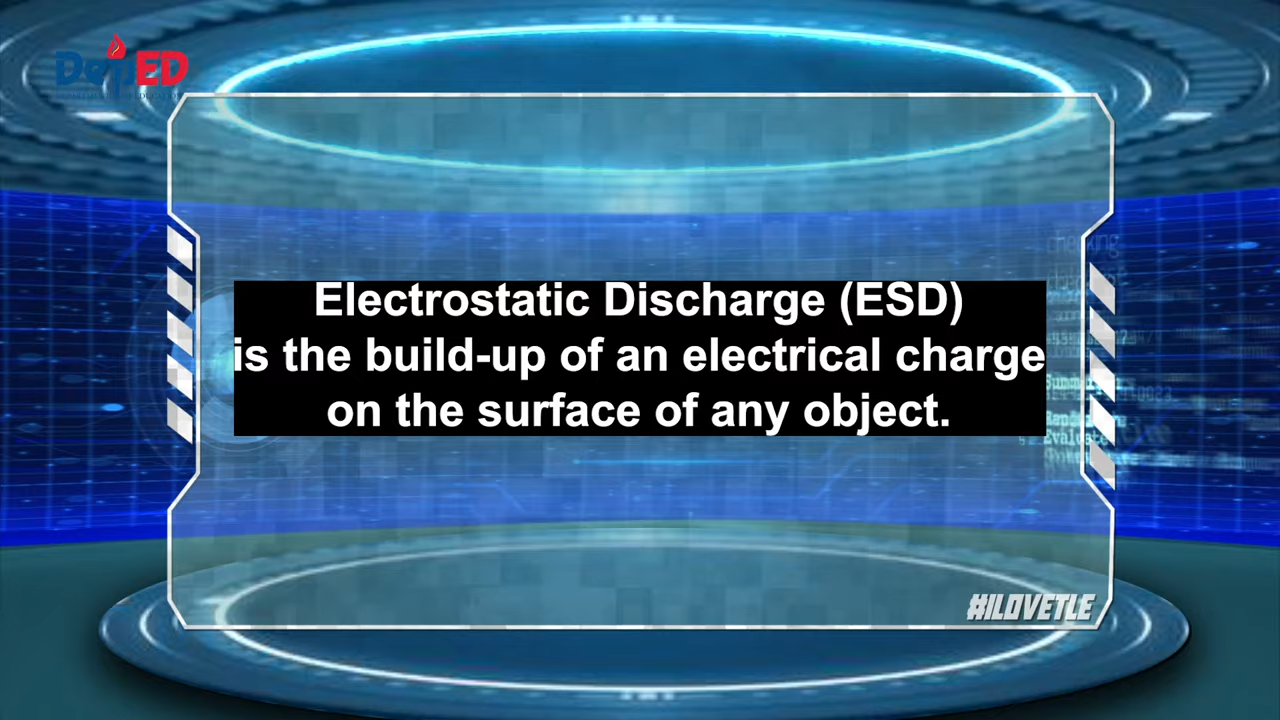 DepED
Electrostatic Discharge (ESD)
is the build-up of an electrical charge
on the surface of any object.
#ILOVETLE